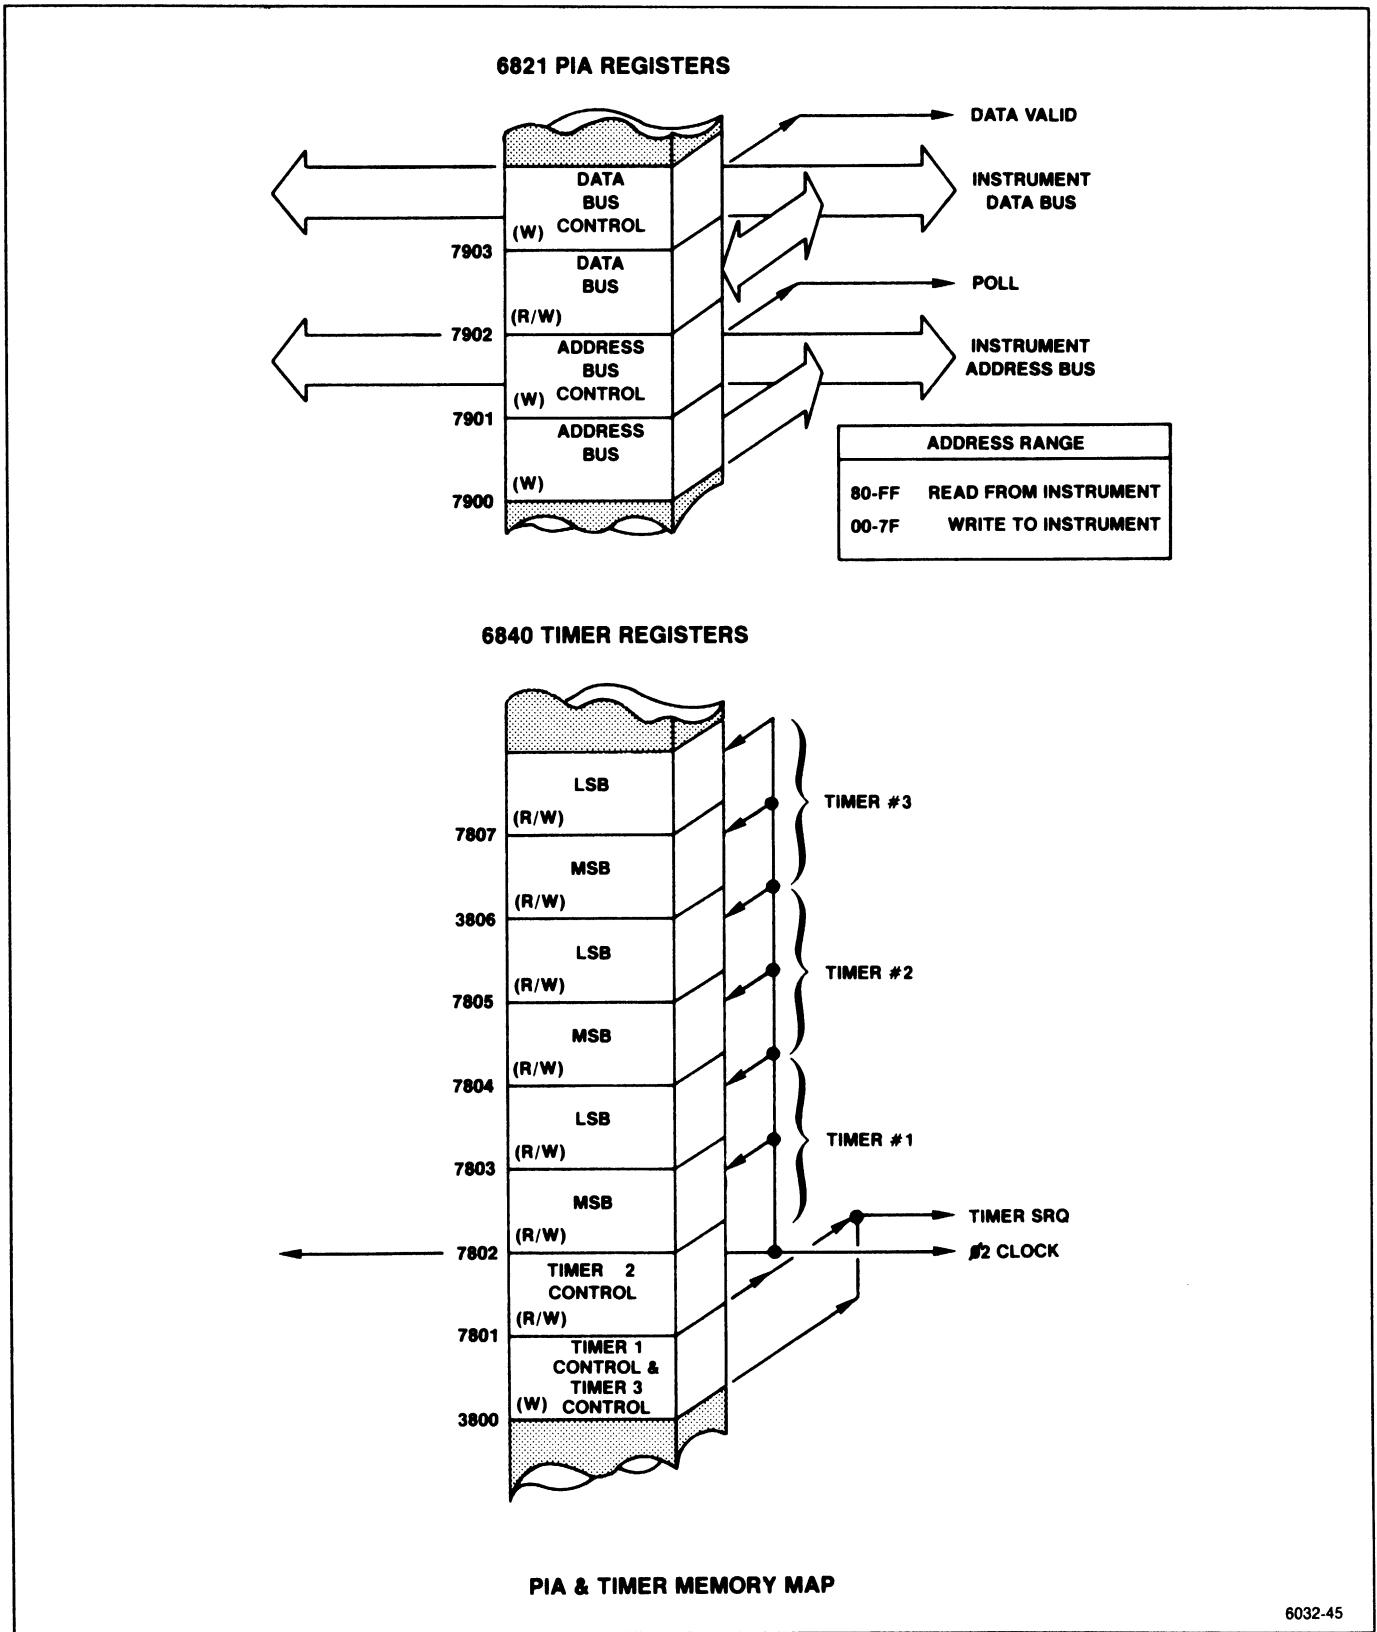 6821 PIA REGISTERS
DATA VALID
DATA
BUS
CONTROL
(W)
INSTRUMENT
DATA BUS
7903
DATA
BUS
(R/W)
POLL
7902
ADDRESS
BUS
CONTROL
(W)
INSTRUMENT
ADDRESS BUS
7901
ADDRESS
BUS
(W)
7900
ADDRESS RANGE
80-FF READ FROM INSTRUMENT
00-7F WRITE TO INSTRUMENT
6840 TIMER REGISTERS
LSB
(R/W)
TIMER #3
7807
MSB
(R/W)
3806
LSB
(R/W)
TIMER #2
7805
MSB
(R/W)
7804
LSB
(R/W)
TIMER #1
7803
MSB
(R/W)
TIMER SRQ
7802
Ø2 CLOCK
TIMER 2
CONTROL
(R/W)
7801
TIMER 1
CONTROL &
TIMER 3
(W) CONTROL
3800
PIA & TIMER MEMORY MAP
6032-45